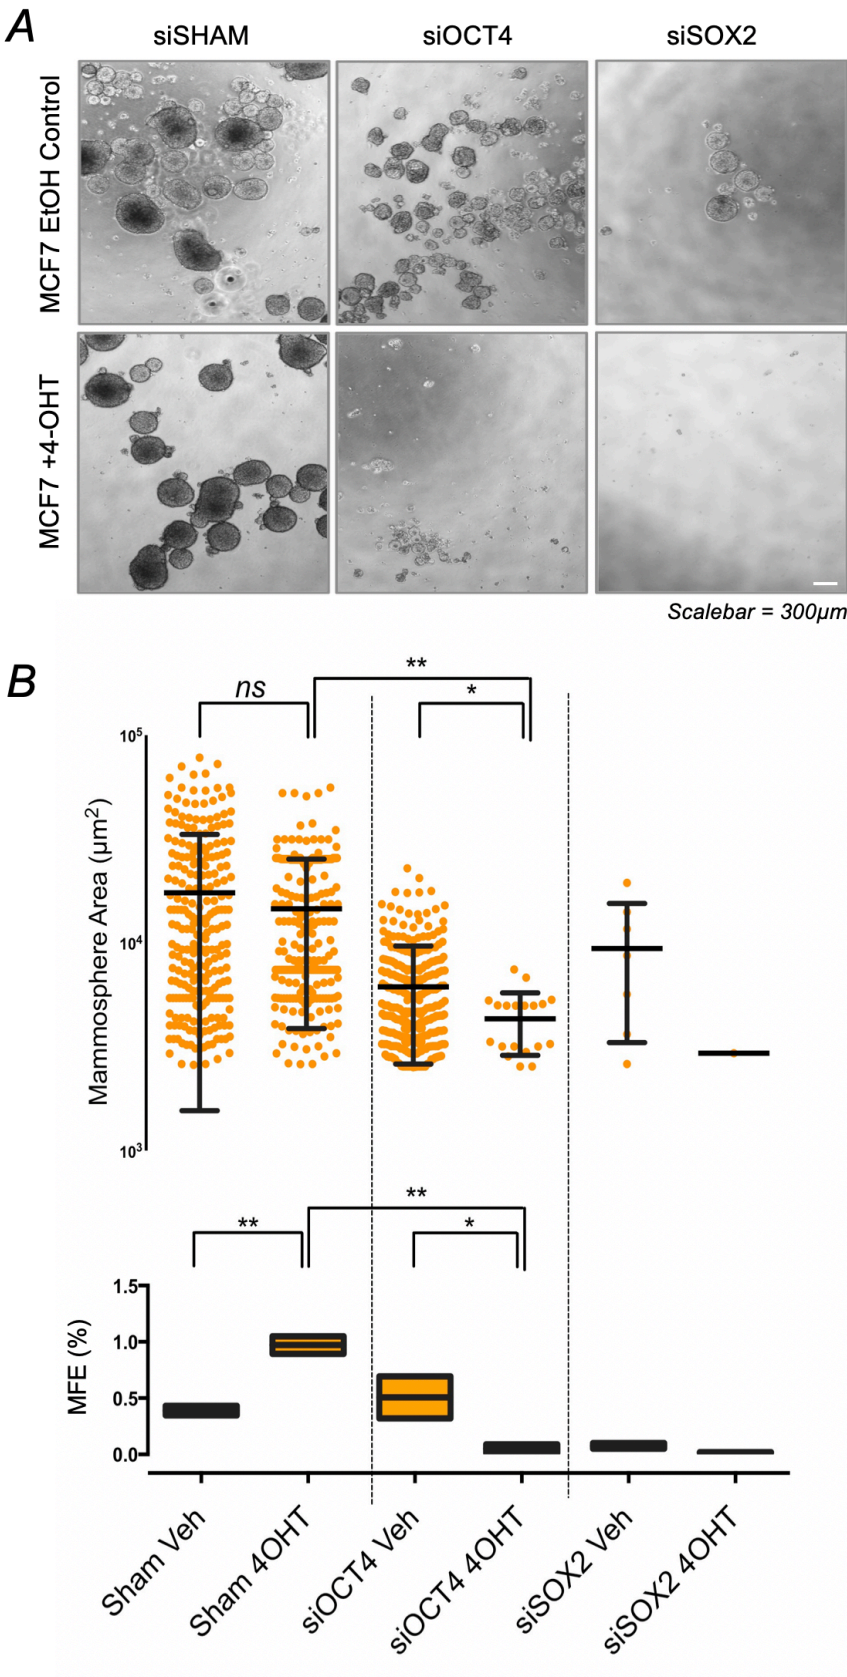 A
siSHAM siOCT4 siSOX2
MCF7 EtOH Control
MCF7 +4-OHT
Scalebar = 300µm
B
**
ns *
10⁵
10⁴
10³
Mammosphere Area (µm²)
**
** *
1.5
1.0
0.5
0.0
MFE (%)
Sham Veh
Sham 4OHT
siOCT4 Veh
siOCT4 4OHT
siSOX2 Veh
siSOX2 4OHT